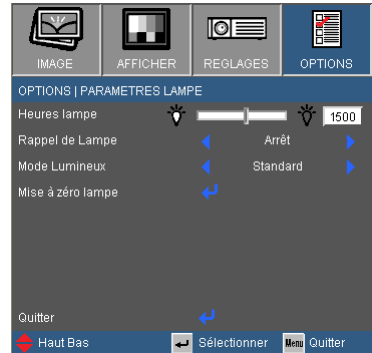 IMAGE AFFICHER REGLAGES OPTIONS
OPTIONS | PARAMETRES LAMPE
Heures lampe 1500
Rappel de Lampe Arrêt
Mode Lumineux Standard
Mise à zéro lampe
Quitter
Haut Bas Sélectionner Menu Quitter